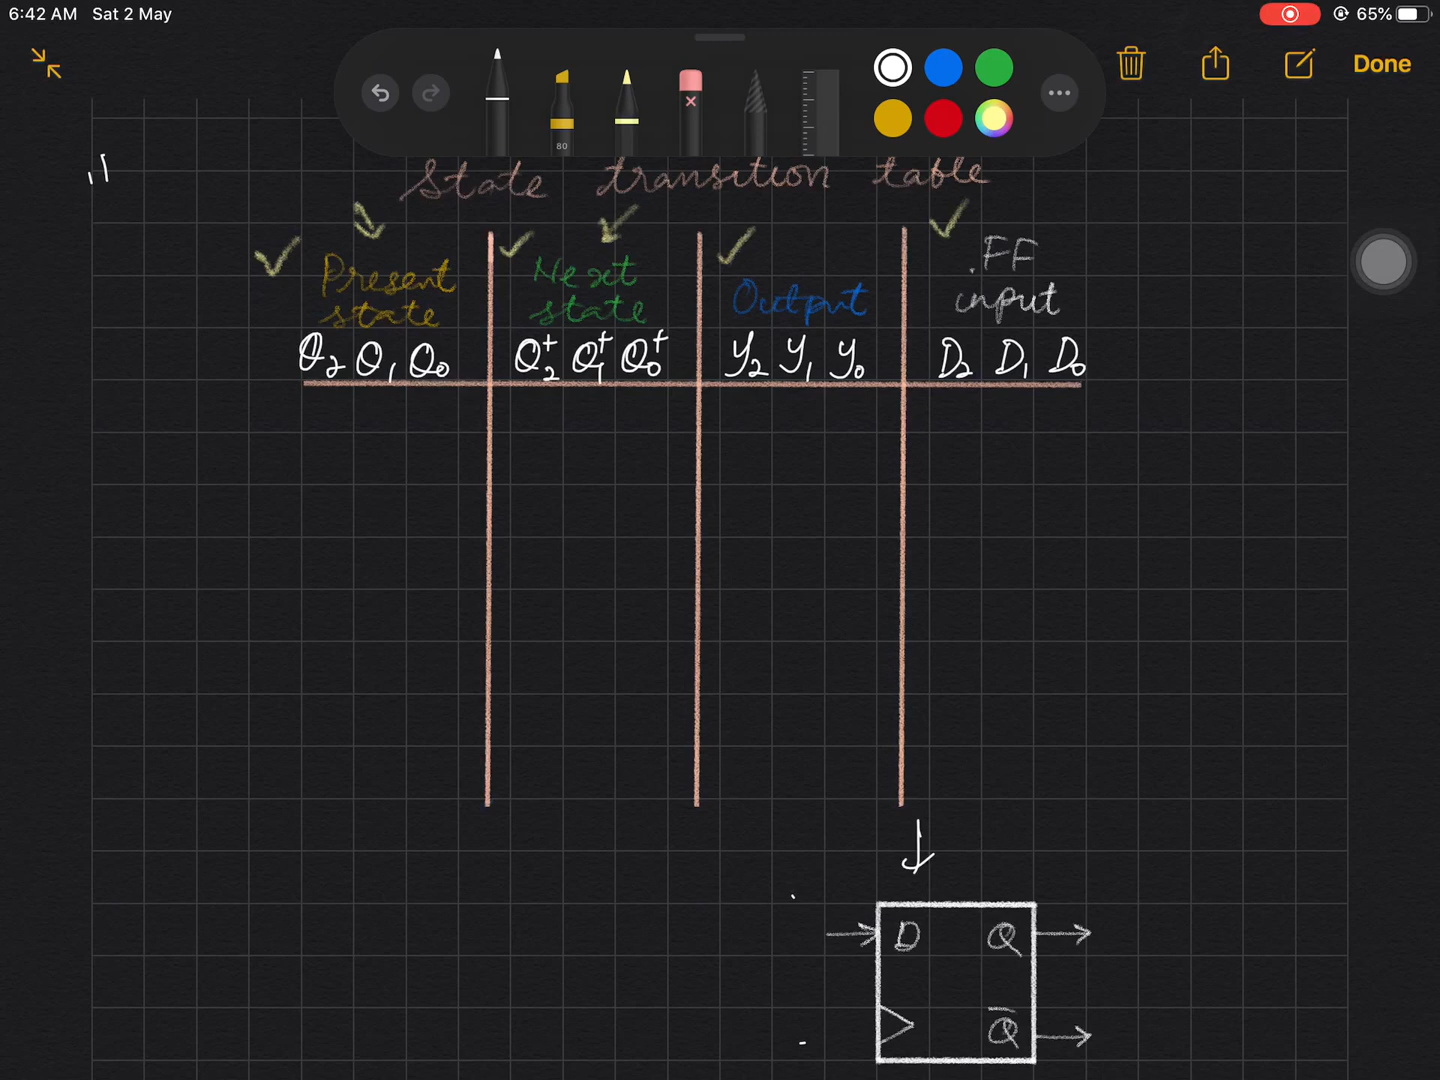 6:42 AM Sat 2 May
65%
Done
80
State transition table
Present state
Next state
Output
FF input
Q₂ Q₁ Q₀
Q₂⁺ Q₁⁺ Q₀⁺
Y₂ Y₁ Y₀
D₂ D₁ D₀
D Q
Q̅